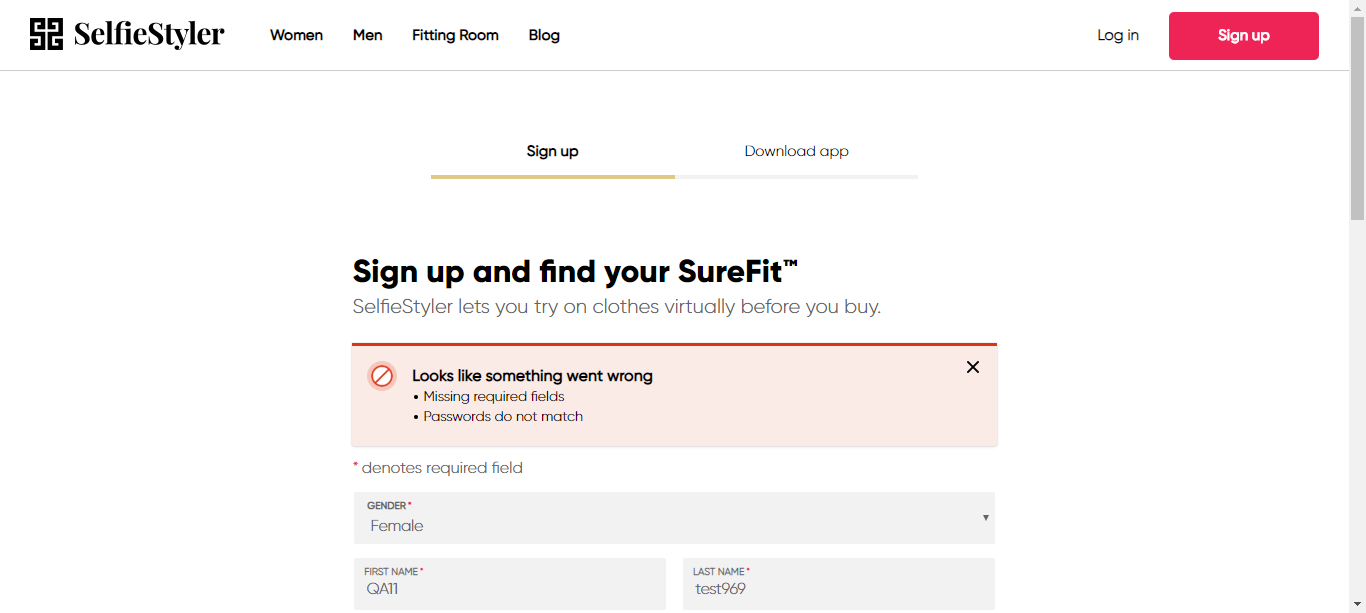 SelfieStyler Women Men Fitting Room Blog Log in Sign up
Sign up Download app
Sign up and find your SureFit™
SelfieStyler lets you try on clothes virtually before you buy.
Looks like something went wrong
• Missing required fields
• Passwords do not match
* denotes required field
GENDER*
Female
FIRST NAME* LAST NAME*
QA11 test969